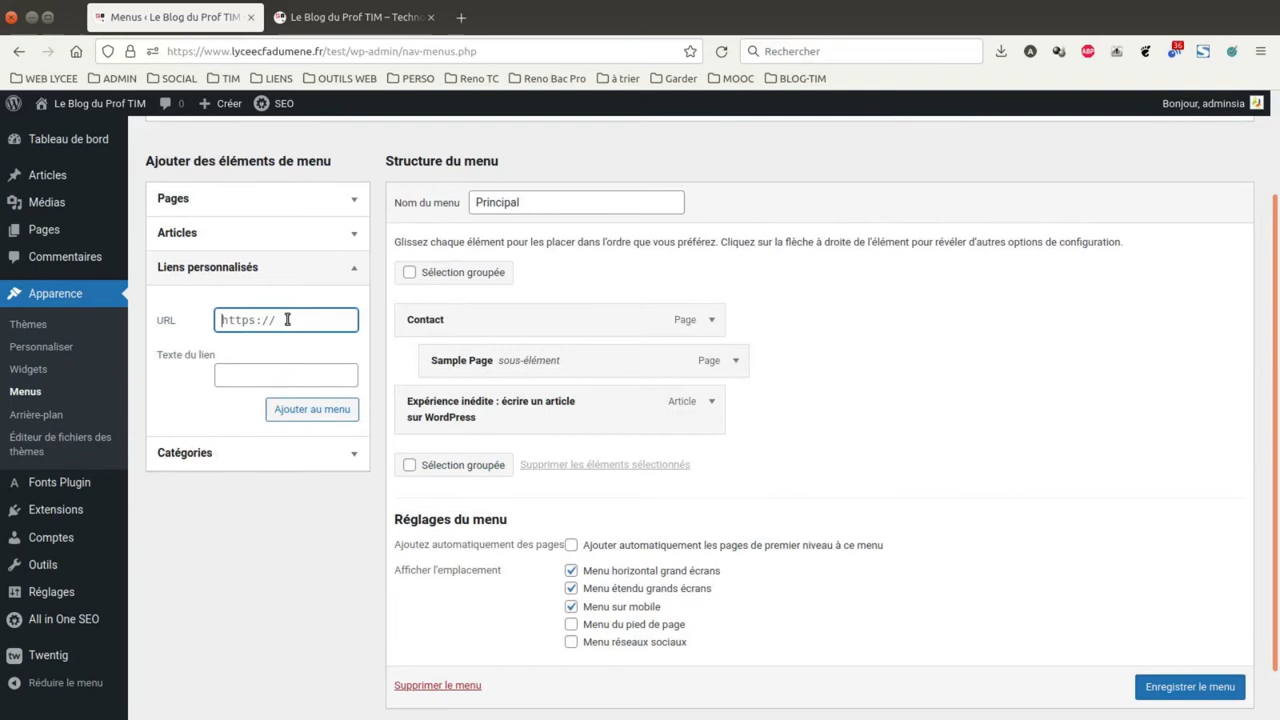 Menus ‹ Le Blog du Prof TIM
Le Blog du Prof TIM – Techno
https://www.lyceecfadumene.fr/test/wp-admin/nav-menus.php
Rechercher
36
WEB LYCEE
ADMIN
SOCIAL
TIM
LIENS
OUTILS WEB
PERSO
Reno TC
Reno Bac Pro
à trier
Garder
MOOC
BLOG-TIM
Le Blog du Prof TIM
0
Créer
SEO
Bonjour, adminsia
Tableau de bord
Articles
Médias
Pages
Commentaires
Apparence
Thèmes
Personnaliser
Widgets
Menus
Arrière-plan
Éditeur de fichiers des
thèmes
Fonts Plugin
Extensions
Comptes
Outils
Réglages
All in One SEO
tw Twentig
Réduire le menu
Ajouter des éléments de menu
Pages
Articles
Liens personnalisés
URL
https://
Texte du lien
Ajouter au menu
Catégories
Structure du menu
Nom du menu
Principal
Glissez chaque élément pour les placer dans l'ordre que vous préférez. Cliquez sur la flèche à droite de l'élément pour révéler d'autres options de configuration.
Sélection groupée
Contact
Page
Sample Page sous-élément
Page
Expérience inédite : écrire un article
sur WordPress
Article
Sélection groupée
Supprimer les éléments sélectionnés
Réglages du menu
Ajoutez automatiquement des pages
Ajouter automatiquement les pages de premier niveau à ce menu
Afficher l'emplacement
Menu horizontal grand écrans
Menu étendu grands écrans
Menu sur mobile
Menu du pied de page
Menu réseaux sociaux
Supprimer le menu
Enregistrer le menu